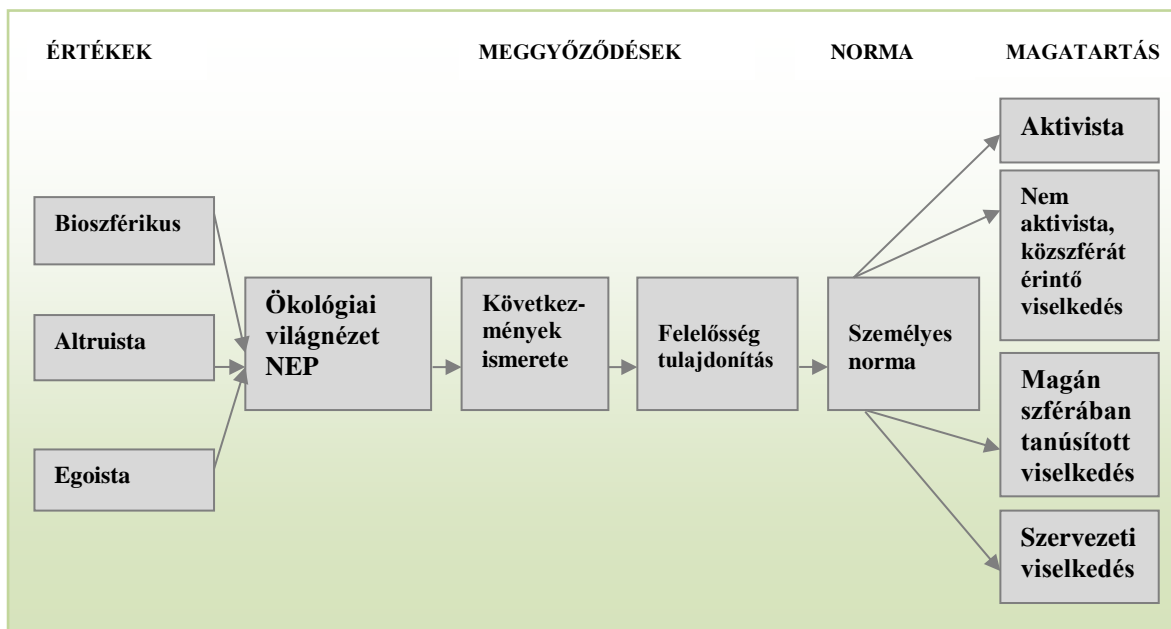 ÉRTÉKEK
MEGGYŐZŐDÉSEK
NORMA
MAGATARTÁS
Bioszférikus
Altruista
Egoista
Ökológiai
világnézet
NEP
Következ-
mények
ismerete
Felelősség
tulajdonítás
Személyes
norma
Aktivista
Nem
aktivista,
közszférát
érintő
viselkedés
Magán
szférában
tanúsított
viselkedés
Szervezeti
viselkedés